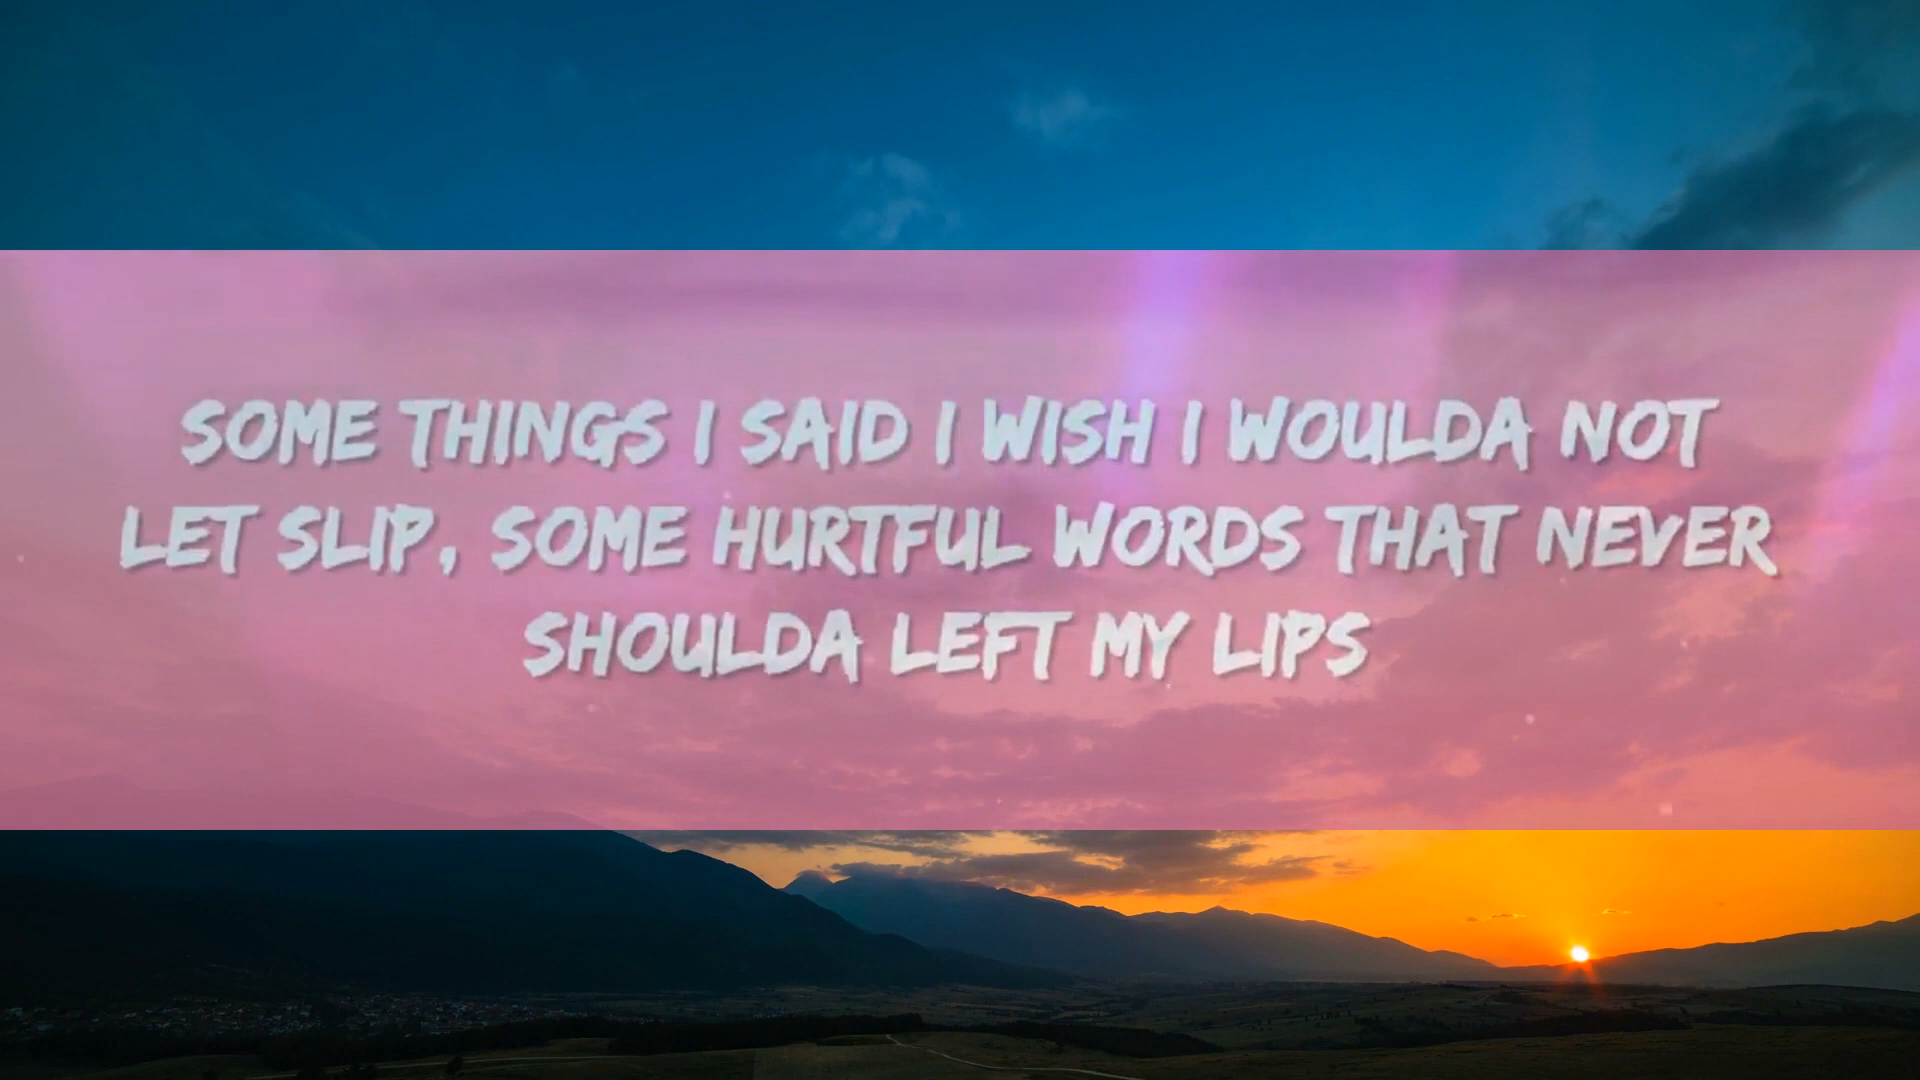 SOME THINGS I SAID I WISH I WOULDA NOT
LET SLIP, SOME HURTFUL WORDS THAT NEVER
SHOULDA LEFT MY LIPS